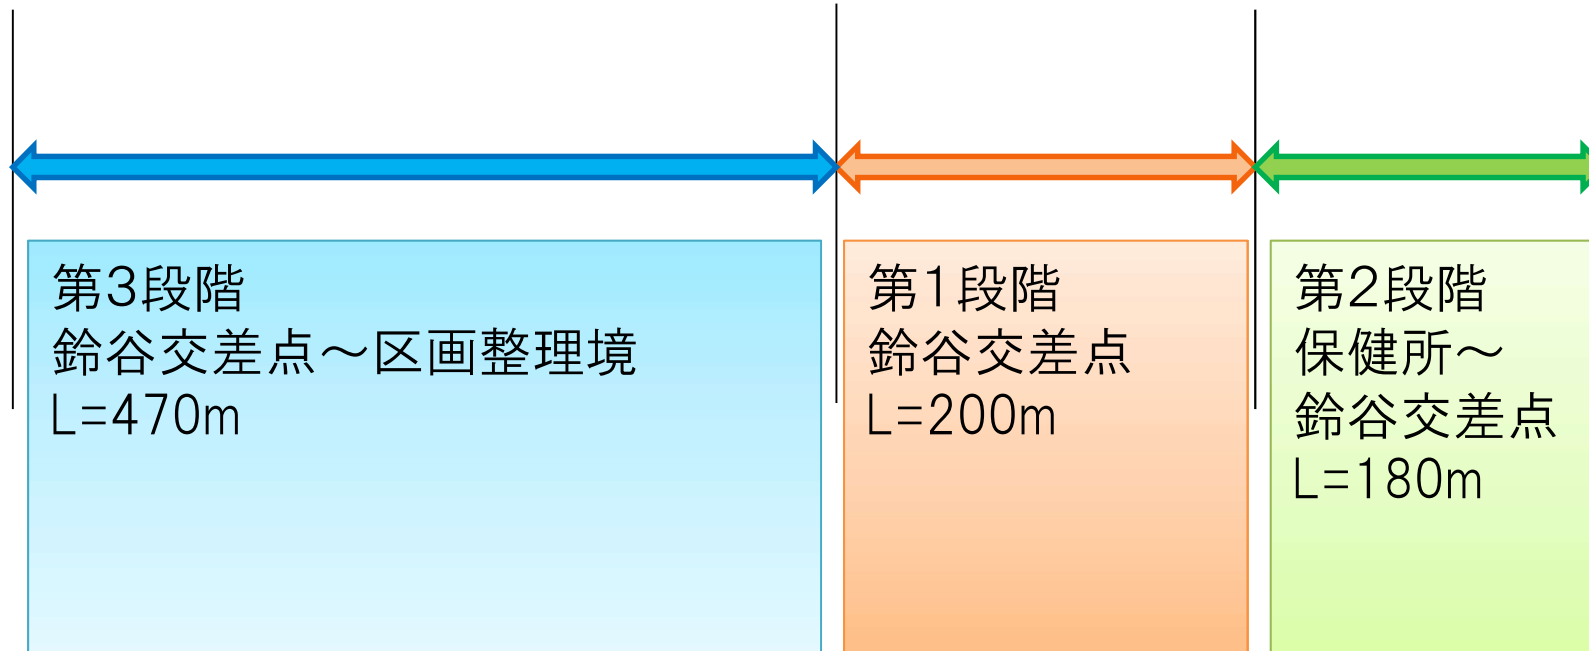 第3段階
鈴谷交差点～区画整理境
L=470m
第1段階
鈴谷交差点
L=200m
第2段階
保健所～
鈴谷交差点
L=180m